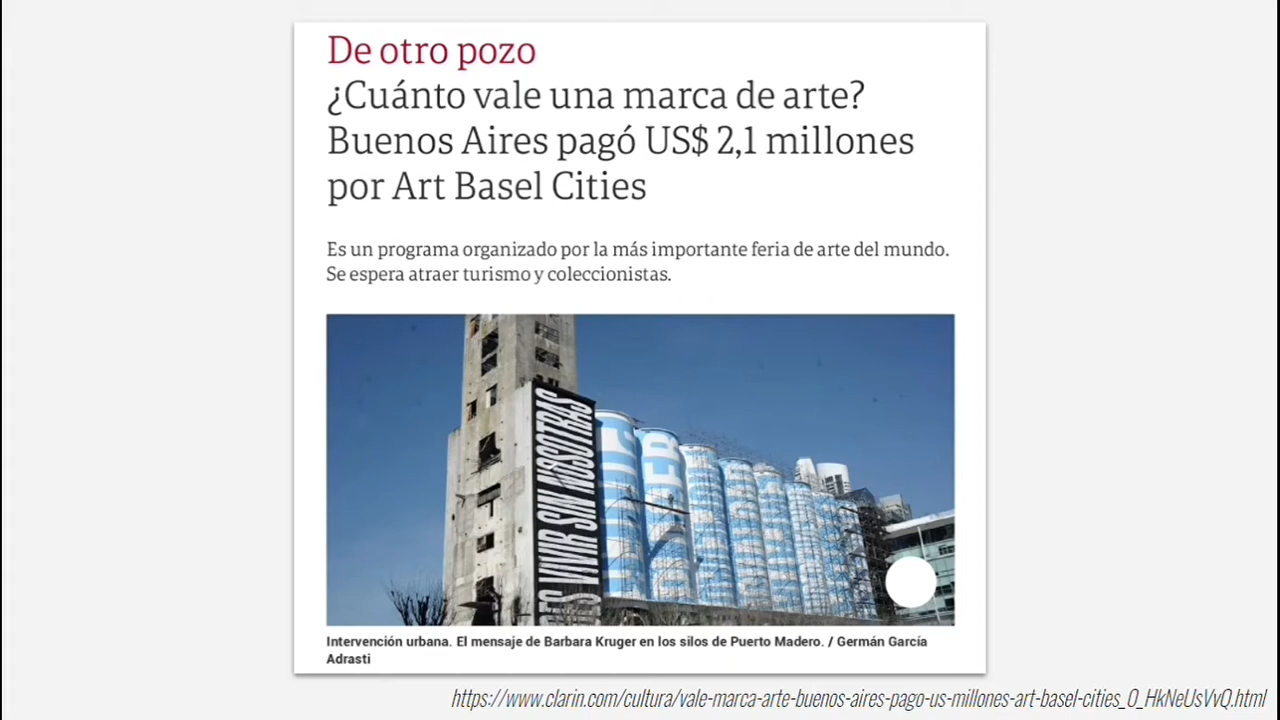 De otro pozo
¿Cuánto vale una marca de arte?
Buenos Aires pagó US$ 2,1 millones
por Art Basel Cities
Es un programa organizado por la más importante feria de arte del mundo.
Se espera atraer turismo y coleccionistas.
VIVIR SIN NOSOTRAS
Intervención urbana. El mensaje de Barbara Kruger en los silos de Puerto Madero. / Germán García
Adrasti
https://www.clarin.com/cultura/vale-marca-arte-buenos-aires-pago-us-millones-art-basel-cities_0_HkNeUsVvQ.html